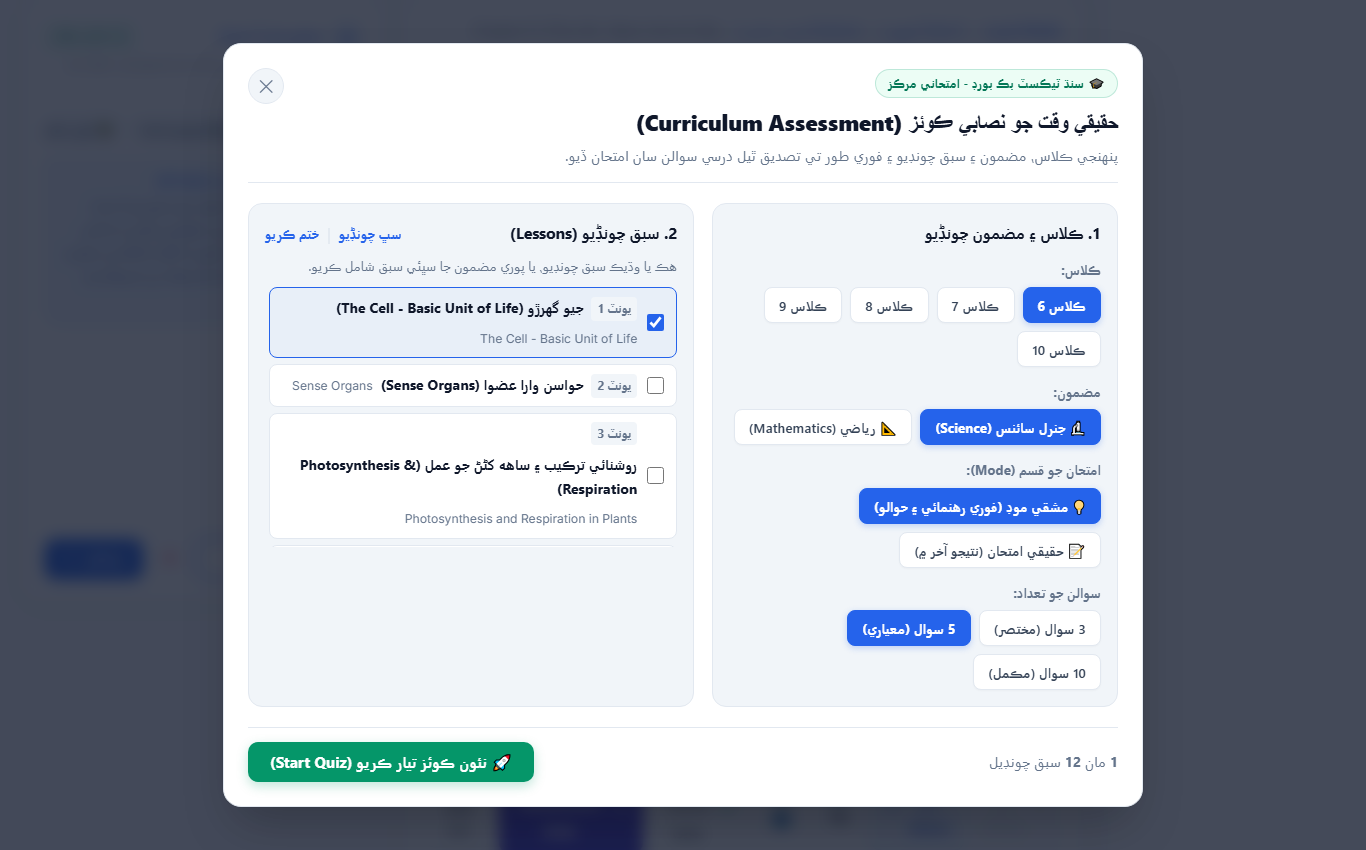 🎓 سنڌ ٽيڪسٽ بڪ بورڊ - امتحاني مرڪز
حقيقي وقت جو نصابي ڪوئز (Curriculum Assessment)
پنهنجي ڪلاس، مضمون ۽ سبق چونڊيو ۽ فوري طور تي تصديق ٿيل درسي سوالن سان امتحان ڏيو.
1. ڪلاس ۽ مضمون چونڊيو
ڪلاس:
ڪلاس 6
ڪلاس 7
ڪلاس 8
ڪلاس 9
ڪلاس 10
مضمون:
🔬 جنرل سائنس (Science)
📐 رياضي (Mathematics)
امتحان جو قسم (Mode):
💡 مشقي موڊ (فوري رهنمائي ۽ حوالو)
📝 حقيقي امتحان (نتيجو آخر ۾)
سوالن جو تعداد:
3 سوال (مختصر)
5 سوال (معياري)
10 سوال (مڪمل)
2. سبق چونڊيو (Lessons)
سڀ چونڊيو
ختم ڪريو
هڪ يا وڌيڪ سبق چونڊيو، يا پوري مضمون جا سڀئي سبق شامل ڪريو.
يونٽ 1 جيو گهرڙو (The Cell - Basic Unit of Life)
The Cell - Basic Unit of Life
يونٽ 2 حواسن وارا عضوا (Sense Organs) Sense Organs
يونٽ 3
روشنائي ترڪيب ۽ ساهه کڻڻ جو عمل (Photosynthesis &
Respiration)
Photosynthesis and Respiration in Plants
1 مان 12 سبق چونڊيل
🚀 نئون ڪوئز تيار ڪريو (Start Quiz)